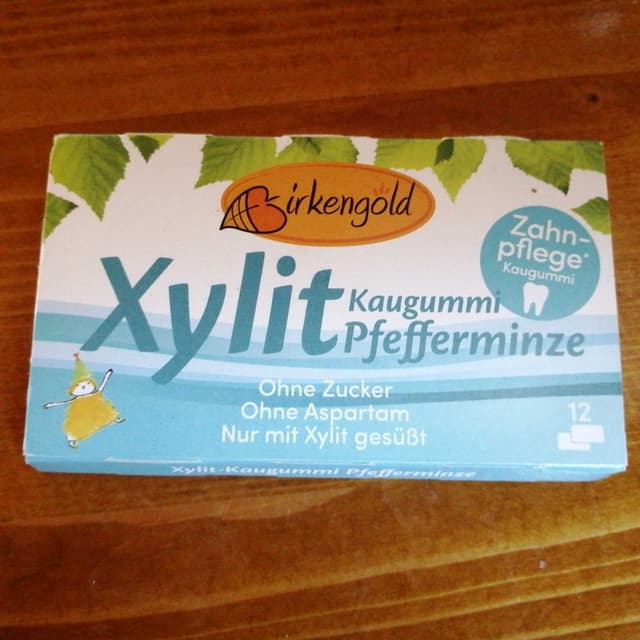 Birkengold
Zahn-
pflege*
Kaugummi
Xylit Kaugummi
Pfefferminze
Ohne Zucker
Ohne Aspartam
Nur mit Xylit gesüßt
12
Xylit-Kaugummi Pfefferminze